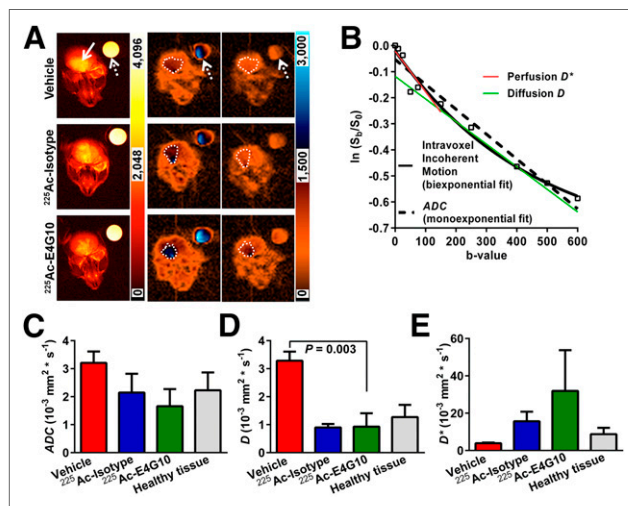 A
Vehicle
225Ac-Isotype
225Ac-E4G10
4,096
2,048
0
3,000
1,500
0
B
ln (Sb/S0)
0.0
-0.1
-0.2
-0.3
-0.4
-0.5
-0.6
-0.7
Perfusion D*
Diffusion D
Intravoxel
Incoherent
Motion
(biexponential fit)
ADC
(monoexponential fit)
0 100 200 300 400 500 600
b-value
C
ADC (10-3 mm2 * s-1)
4
3
2
1
0
Vehicle
225Ac-Isotype
225Ac-E4G10
Healthy tissue
D
D (10-3 mm2 * s-1)
4
3
2
1
0
P = 0.003
Vehicle
225Ac-Isotype
225Ac-E4G10
Healthy tissue
E
D* (10-3 mm2 * s-1)
60
40
20
0
Vehicle
225Ac-Isotype
225Ac-E4G10
Healthy tissue